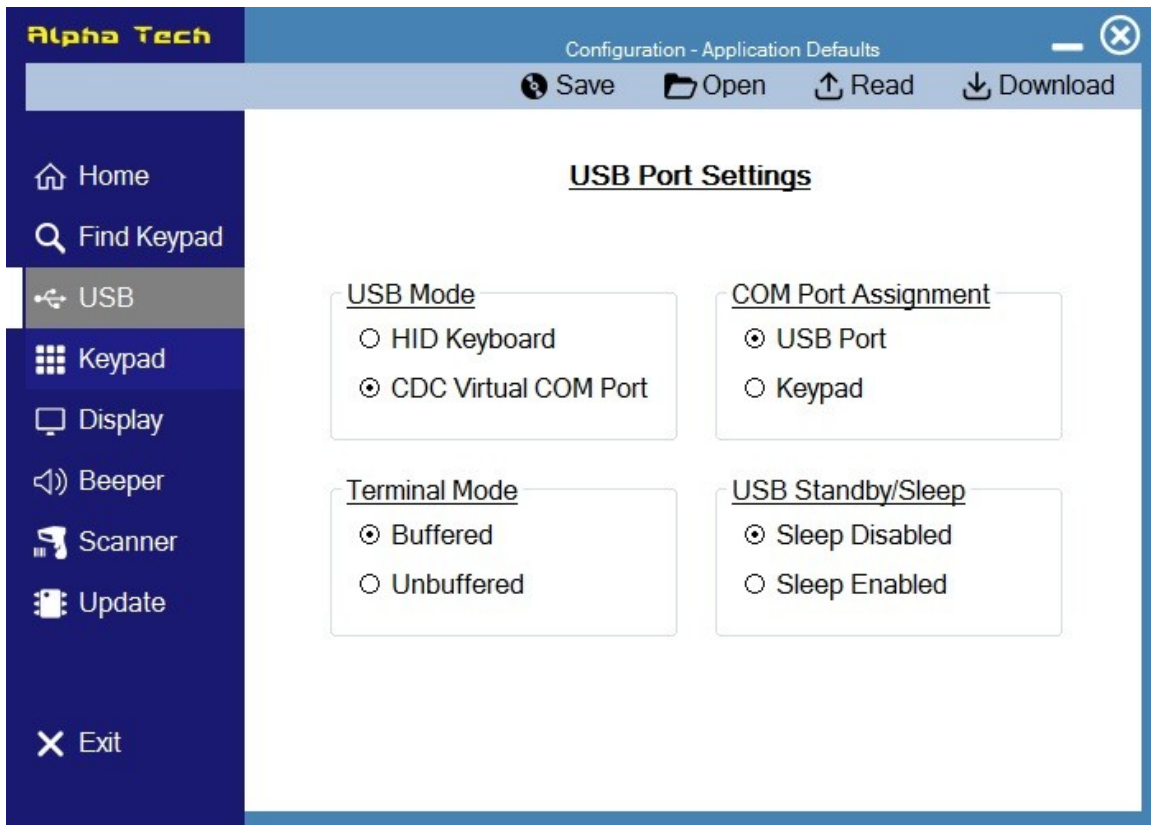 Alpha Tech
Configuration - Application Defaults
Save Open Read Download
Home
Find Keypad
USB
Keypad
Display
Beeper
Scanner
Update
Exit
USB Port Settings
USB Mode
HID Keyboard
CDC Virtual COM Port
COM Port Assignment
USB Port
Keypad
Terminal Mode
Buffered
Unbuffered
USB Standby/Sleep
Sleep Disabled
Sleep Enabled